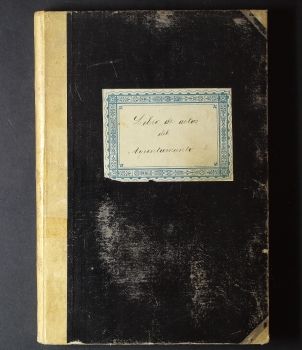 Libro de actas
del
Ayuntamiento